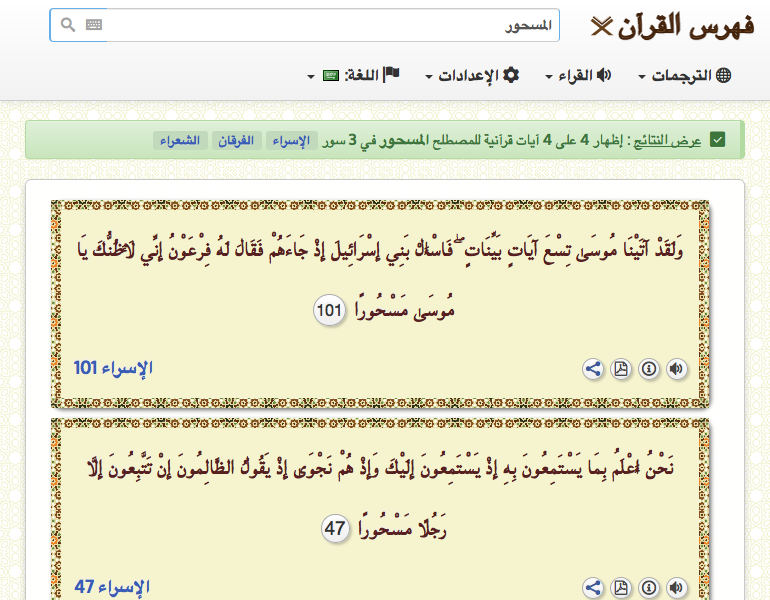 فهرس القرآن
المسحور
الترجمات
القراء
الإعدادات
اللغة:
عرض النتائج : إظهار 4 على 4 آيات قرآنية للمصطلح المسحور في 3 سور الإسراء الفرقان الشعراء
وَلَقَدْ آتَيْنَا مُوسَىٰ تِسْعَ آيَاتٍ بَيِّنَاتٍ ۖ فَاسْأَلْ بَنِي إِسْرَائِيلَ إِذْ جَاءَهُمْ فَقَالَ لَهُ فِرْعَوْنُ إِنِّي لَأَظُنُّكَ يَا
مُوسَىٰ مَسْحُورًا 101
الإسراء 101
نَحْنُ أَعْلَمُ بِمَا يَسْتَمِعُونَ بِهِ إِذْ يَسْتَمِعُونَ إِلَيْكَ وَإِذْ هُمْ نَجْوَىٰ إِذْ يَقُولُ الظَّالِمُونَ إِنْ تَتَّبِعُونَ إِلَّا
رَجُلًا مَسْحُورًا 47
الإسراء 47